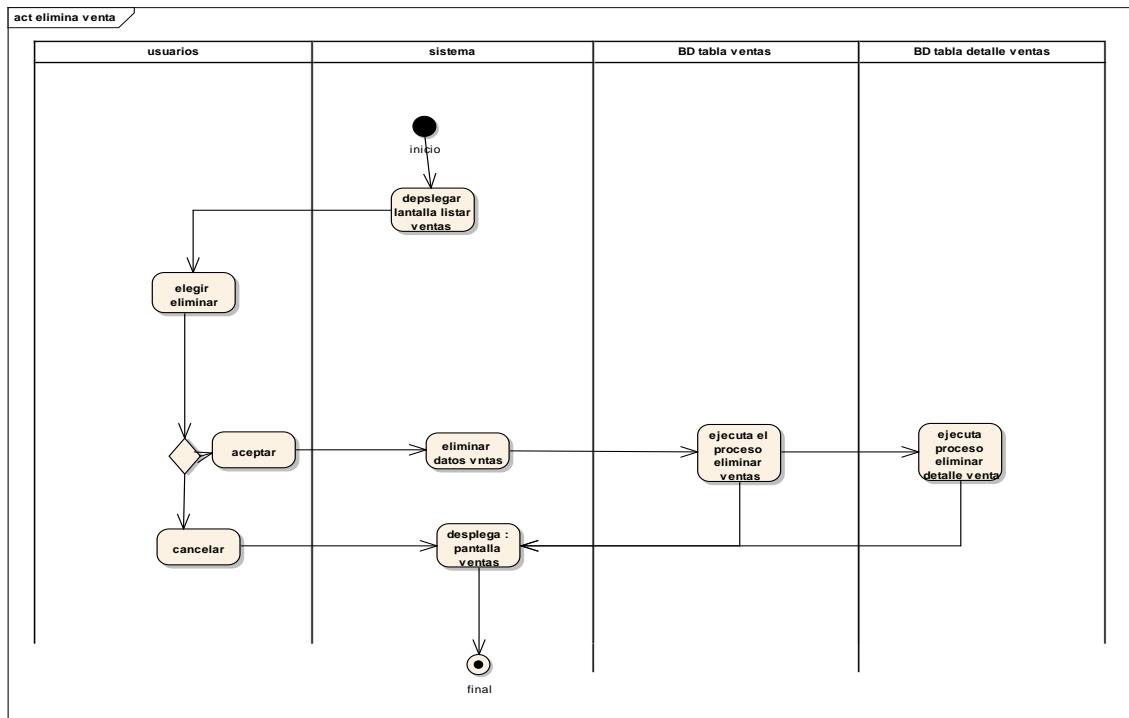 act elimina venta
usuarios
sistema
BD tabla ventas
BD tabla detalle ventas
inicio
depslegar
lantalla listar
ventas
elegir
eliminar
aceptar
eliminar
datos vntas
ejecuta el
proceso
eliminar
ventas
ejecuta
proceso
eliminar
detalle venta
cancelar
desplega :
pantalla
ventas
final